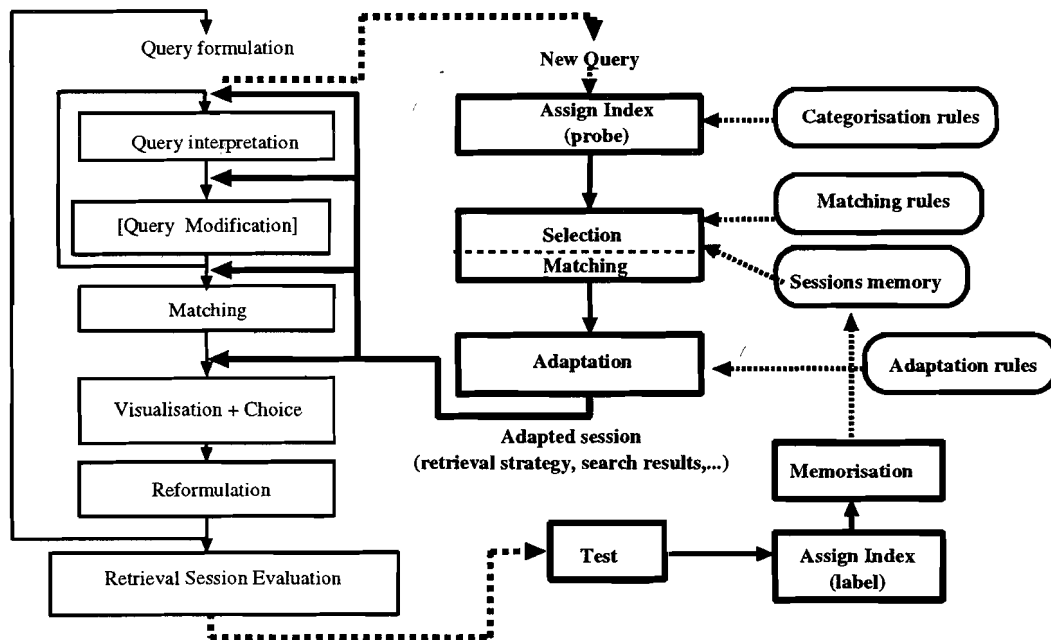 Query formulation
Query interpretation
[Query Modification]
Matching
Visualisation + Choice
Reformulation
Retrieval Session Evaluation
New Query
Assign Index
(probe)
Selection
Matching
Adaptation
Adapted session
(retrieval strategy, search results,...)
Categorisation rules
Matching rules
Sessions memory
Adaptation rules
Memorisation
Test
Assign Index
(label)